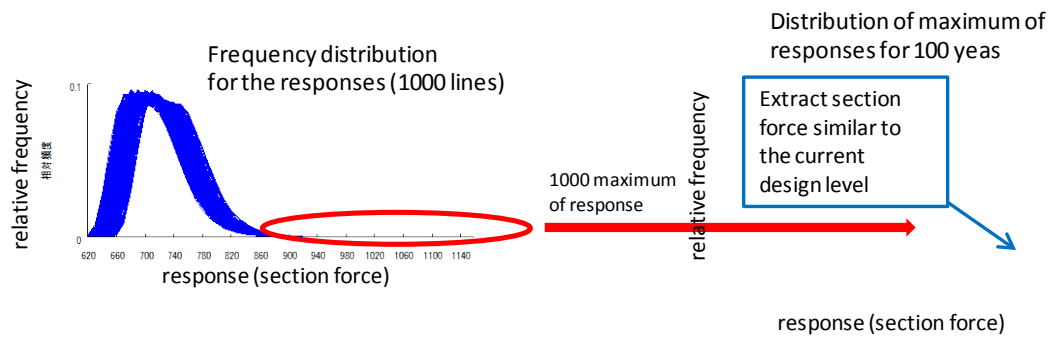 Frequency distribution
for the responses (1000 lines)
relative frequency
相対頻度
0.1
0
620 660 700 740 780 820 860 900 940 980 1020 1060 1100 1140
response (section force)
1000 maximum
of response
Distribution of maximum of
responses for 100 yeas
relative frequency
Extract section
force similar to
the current
design level
response (section force)